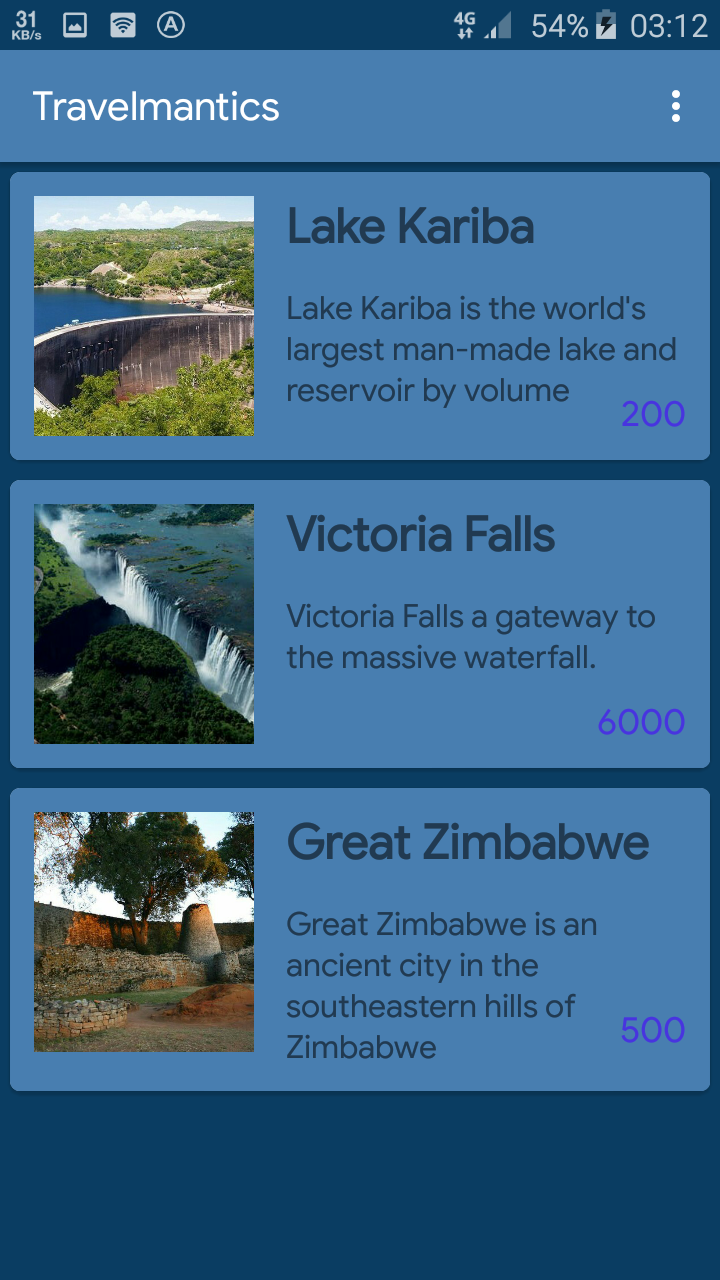 31
KB/s
4G
54%
03:12
Travelmantics
Lake Kariba
Lake Kariba is the world's
largest man-made lake and
reservoir by volume
200
Victoria Falls
Victoria Falls a gateway to
the massive waterfall.
6000
Great Zimbabwe
Great Zimbabwe is an
ancient city in the
southeastern hills of
Zimbabwe
500